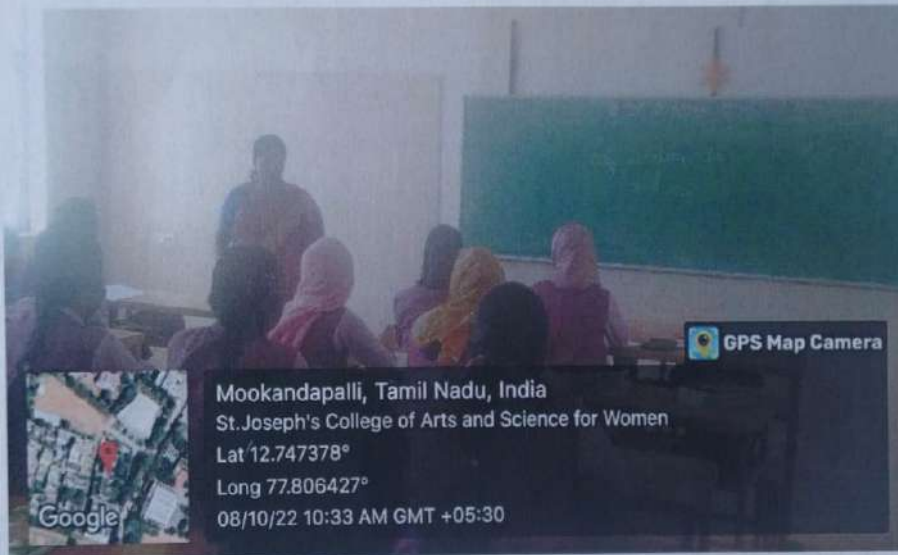 GPS Map Camera
Mookandapalli, Tamil Nadu, India
St.Joseph's College of Arts and Science for Women
Lat 12.747378°
Long 77.806427°
08/10/22 10:33 AM GMT +05:30
Google